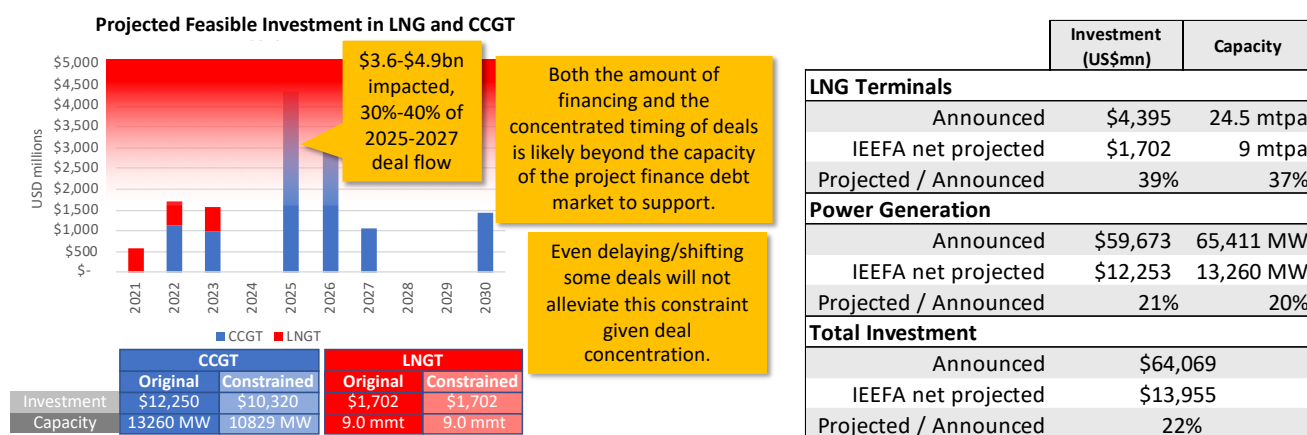 Projected Feasible Investment in LNG and CCGT
$5,000
$4,500
$4,000
$3,500
$3,000
$2,500
$2,000
$1,500
$1,000
$500
$-
USD millions
2021
2022
2023
2024
2025
2026
2027
2028
2029
2030
CCGT LNGT
$3.6-$4.9bn
impacted,
30%-40% of
2025-2027
deal flow
Both the amount of
financing and the
concentrated timing of deals
is likely beyond the capacity
of the project finance debt
market to support.
Even delaying/shifting
some deals will not
alleviate this constraint
given deal
concentration.
CCGT LNGT
Original Constrained Original Constrained
Investment $12,250 $10,320 $1,702 $1,702
Capacity 13260 MW 10829 MW 9.0 mmt 9.0 mmt
Investment
(US$mn)
Capacity
LNG Terminals
Announced $4,395 24.5 mtpa
IEEFA net projected $1,702 9 mtpa
Projected / Announced 39% 37%
Power Generation
Announced $59,673 65,411 MW
IEEFA net projected $12,253 13,260 MW
Projected / Announced 21% 20%
Total Investment
Announced $64,069
IEEFA net projected $13,955
Projected / Announced 22%